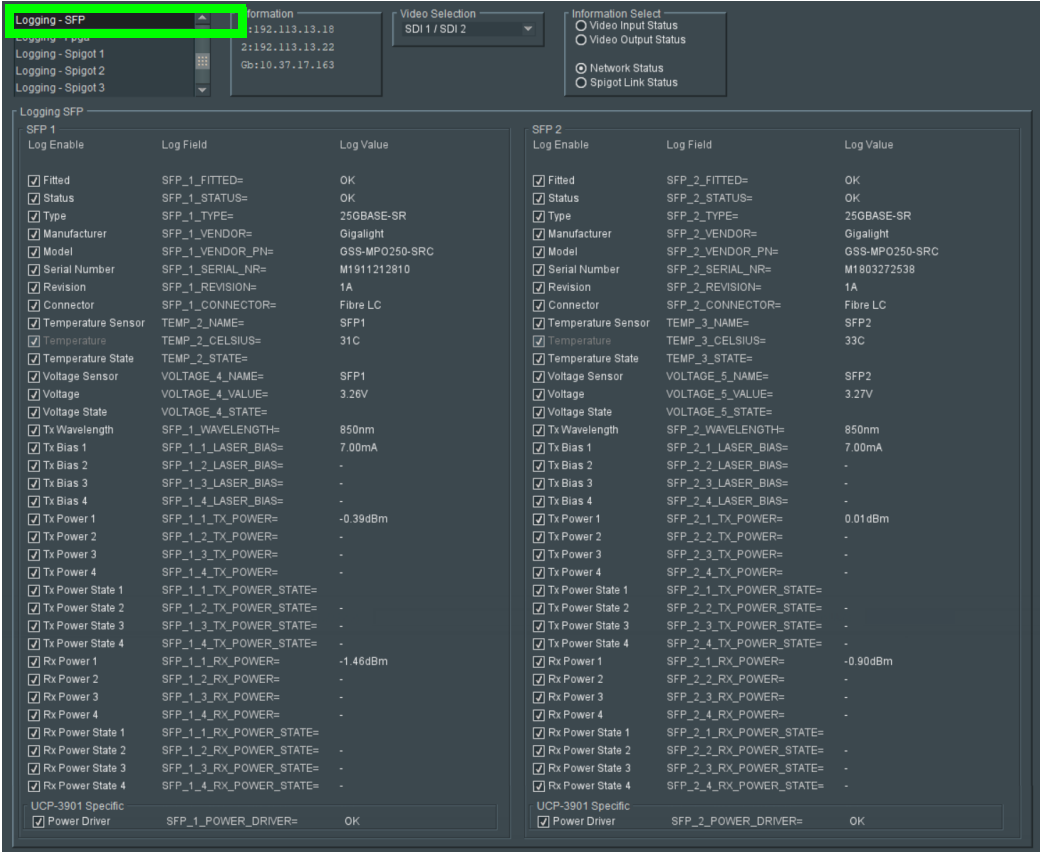 Logging - SFP
Logging - Spigot 1
Logging - Spigot 2
Logging - Spigot 3
:192.113.13.18
2:192.113.13.22
Gb:10.37.17.163
Video Selection
SDI 1 / SDI 2
Information Select
Video Input Status
Video Output Status
Network Status
Spigot Link Status
Logging SFP
SFP 1
Log Enable Log Field Log Value
Fitted SFP_1_FITTED= OK
Status SFP_1_STATUS= OK
Type SFP_1_TYPE= 25GBASE-SR
Manufacturer SFP_1_VENDOR= Gigalight
Model SFP_1_VENDOR_PN= GSS-MPO250-SRC
Serial Number SFP_1_SERIAL_NR= M1911212810
Revision SFP_1_REVISION= 1A
Connector SFP_1_CONNECTOR= Fibre LC
Temperature Sensor TEMP_2_NAME= SFP1
Temperature TEMP_2_CELSIUS= 31C
Temperature State TEMP_2_STATE=
Voltage Sensor VOLTAGE_4_NAME= SFP1
Voltage VOLTAGE_4_VALUE= 3.26V
Voltage State VOLTAGE_4_STATE=
Tx Wavelength SFP_1_WAVELENGTH= 850nm
Tx Bias 1 SFP_1_1_LASER_BIAS= 7.00mA
Tx Bias 2 SFP_1_2_LASER_BIAS= -
Tx Bias 3 SFP_1_3_LASER_BIAS= -
Tx Bias 4 SFP_1_4_LASER_BIAS= -
Tx Power 1 SFP_1_1_TX_POWER= -0.39dBm
Tx Power 2 SFP_1_2_TX_POWER= -
Tx Power 3 SFP_1_3_TX_POWER= -
Tx Power 4 SFP_1_4_TX_POWER= -
Tx Power State 1 SFP_1_1_TX_POWER_STATE=
Tx Power State 2 SFP_1_2_TX_POWER_STATE= -
Tx Power State 3 SFP_1_3_TX_POWER_STATE= -
Tx Power State 4 SFP_1_4_TX_POWER_STATE= -
Rx Power 1 SFP_1_1_RX_POWER= -1.46dBm
Rx Power 2 SFP_1_2_RX_POWER= -
Rx Power 3 SFP_1_3_RX_POWER= -
Rx Power 4 SFP_1_4_RX_POWER= -
Rx Power State 1 SFP_1_1_RX_POWER_STATE=
Rx Power State 2 SFP_1_2_RX_POWER_STATE= -
Rx Power State 3 SFP_1_3_RX_POWER_STATE= -
Rx Power State 4 SFP_1_4_RX_POWER_STATE= -
UCP-3901 Specific
Power Driver SFP_1_POWER_DRIVER= OK
SFP 2
Log Enable Log Field Log Value
Fitted SFP_2_FITTED= OK
Status SFP_2_STATUS= OK
Type SFP_2_TYPE= 25GBASE-SR
Manufacturer SFP_2_VENDOR= Gigalight
Model SFP_2_VENDOR_PN= GSS-MPO250-SRC
Serial Number SFP_2_SERIAL_NR= M1803272538
Revision SFP_2_REVISION= 1A
Connector SFP_2_CONNECTOR= Fibre LC
Temperature Sensor TEMP_3_NAME= SFP2
Temperature TEMP_3_CELSIUS= 33C
Temperature State TEMP_3_STATE=
Voltage Sensor VOLTAGE_5_NAME= SFP2
Voltage VOLTAGE_5_VALUE= 3.27V
Voltage State VOLTAGE_5_STATE=
Tx Wavelength SFP_2_WAVELENGTH= 850nm
Tx Bias 1 SFP_2_1_LASER_BIAS= 7.00mA
Tx Bias 2 SFP_2_2_LASER_BIAS= -
Tx Bias 3 SFP_2_3_LASER_BIAS= -
Tx Bias 4 SFP_2_4_LASER_BIAS= -
Tx Power 1 SFP_2_1_TX_POWER= 0.01dBm
Tx Power 2 SFP_2_2_TX_POWER= -
Tx Power 3 SFP_2_3_TX_POWER= -
Tx Power 4 SFP_2_4_TX_POWER= -
Tx Power State 1 SFP_2_1_TX_POWER_STATE=
Tx Power State 2 SFP_2_2_TX_POWER_STATE= -
Tx Power State 3 SFP_2_3_TX_POWER_STATE= -
Tx Power State 4 SFP_2_4_TX_POWER_STATE= -
Rx Power 1 SFP_2_1_RX_POWER= -0.90dBm
Rx Power 2 SFP_2_2_RX_POWER= -
Rx Power 3 SFP_2_3_RX_POWER= -
Rx Power 4 SFP_2_4_RX_POWER= -
Rx Power State 1 SFP_2_1_RX_POWER_STATE=
Rx Power State 2 SFP_2_2_RX_POWER_STATE= -
Rx Power State 3 SFP_2_3_RX_POWER_STATE= -
Rx Power State 4 SFP_2_4_RX_POWER_STATE= -
UCP-3901 Specific
Power Driver SFP_2_POWER_DRIVER= OK